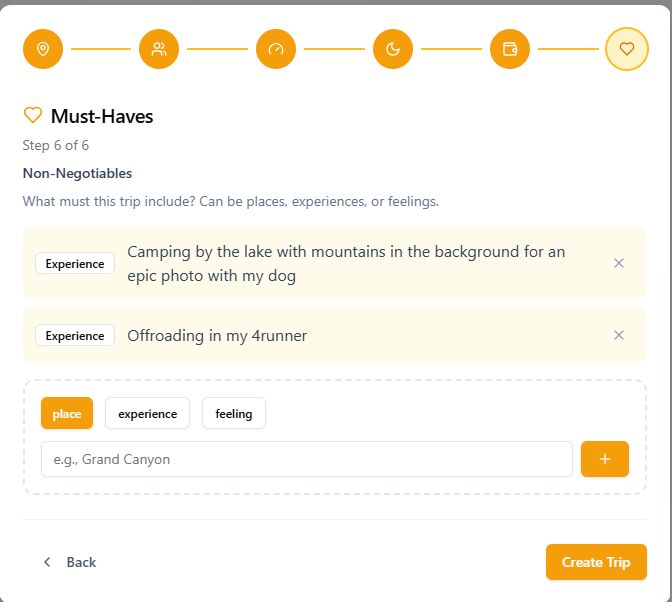 Must-Haves
Step 6 of 6
Non-Negotiables
What must this trip include? Can be places, experiences, or feelings.
Experience
Camping by the lake with mountains in the background for an
epic photo with my dog
Experience
Offroading in my 4runner
place
experience
feeling
e.g., Grand Canyon
Back
Create Trip